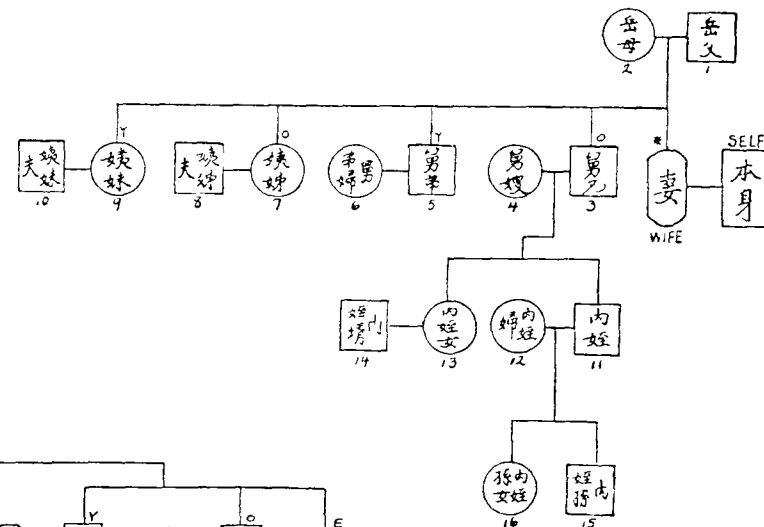 岳母
2
岳父
1
Y
O
Y
O
*
SELF
姨妹夫
10
姨妹
9
姨姊夫
8
姨姊
7
舅弟婦
6
舅弟
5
舅嫂
4
舅兄
3
妻
WIFE
本身
內姪壻
14
內姪女
13
內姪婦
12
內姪
11
內姪孫女
16
內姪孫
15
Y
O
E